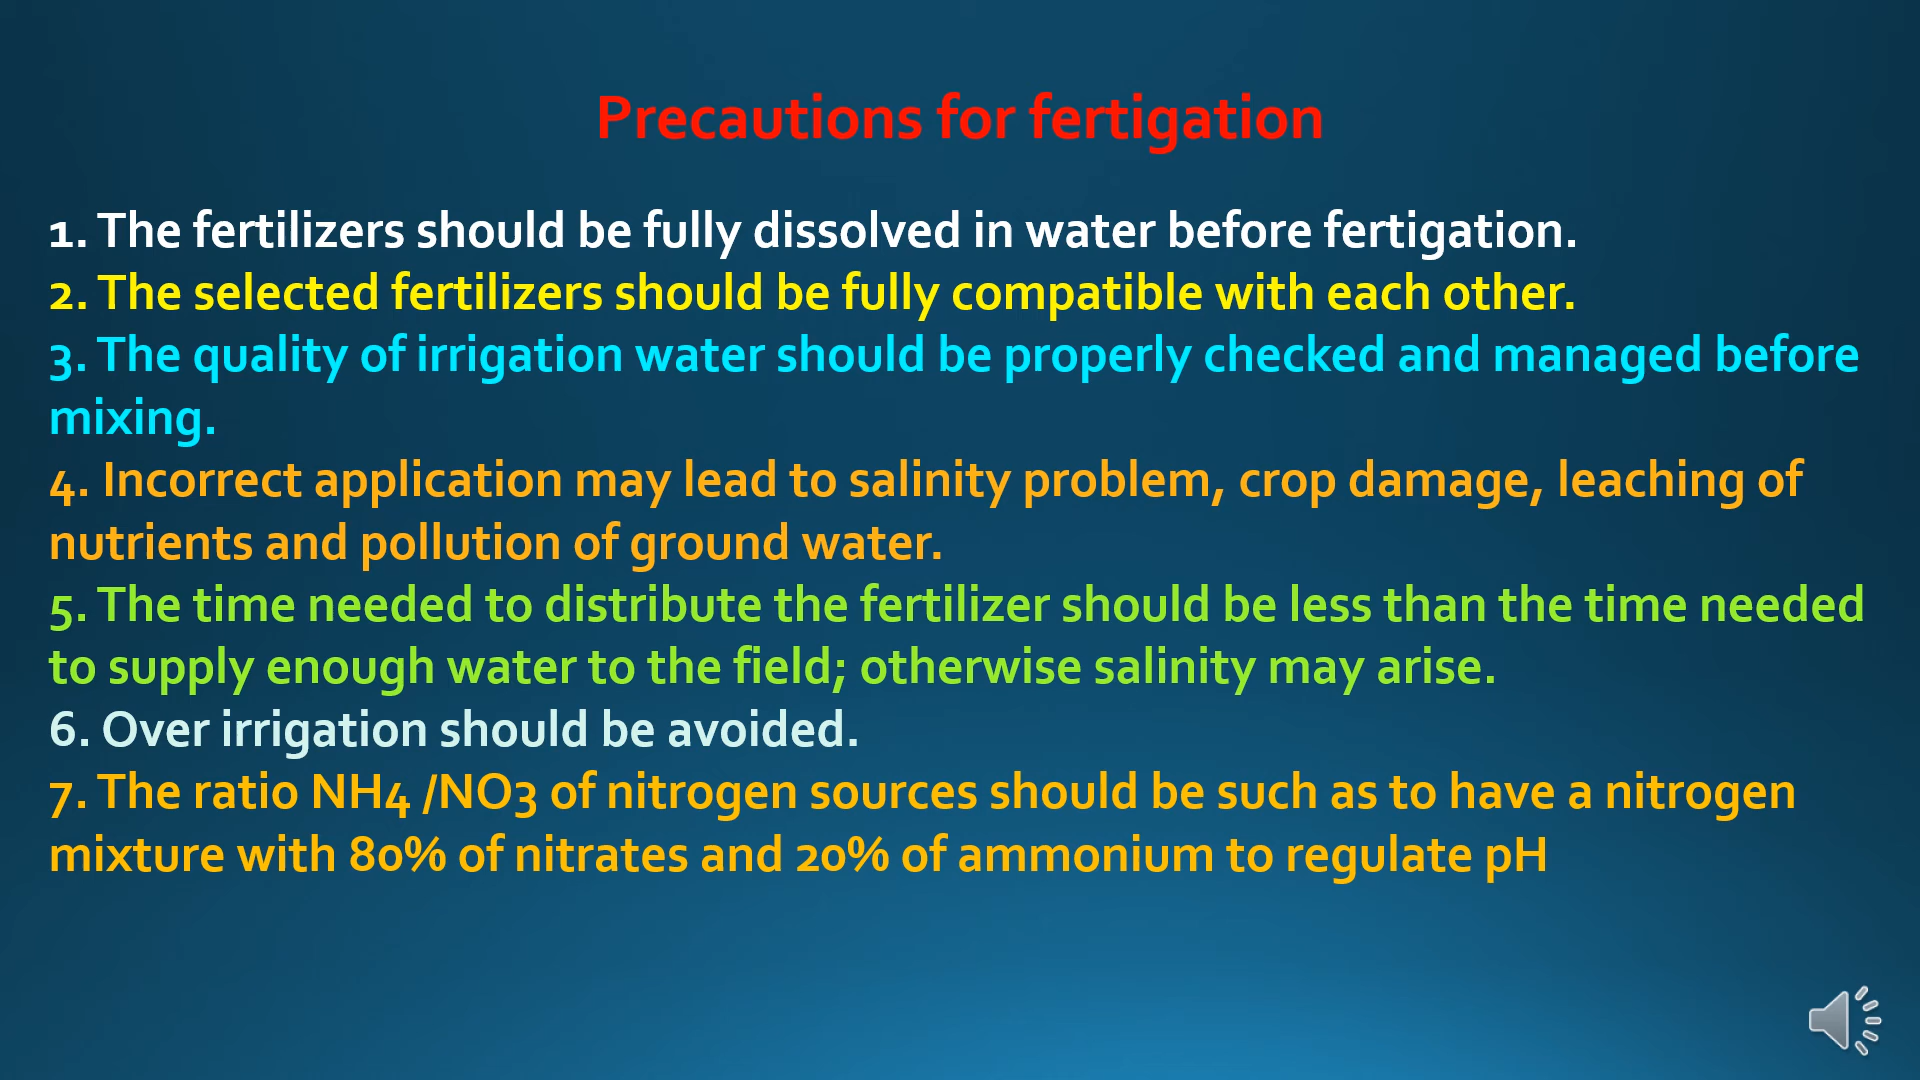 Precautions for fertigation
1. The fertilizers should be fully dissolved in water before fertigation.
2. The selected fertilizers should be fully compatible with each other.
3. The quality of irrigation water should be properly checked and managed before
mixing.
4. Incorrect application may lead to salinity problem, crop damage, leaching of
nutrients and pollution of ground water.
5. The time needed to distribute the fertilizer should be less than the time needed
to supply enough water to the field; otherwise salinity may arise.
6. Over irrigation should be avoided.
7. The ratio NH4 /NO3 of nitrogen sources should be such as to have a nitrogen
mixture with 80% of nitrates and 20% of ammonium to regulate pH